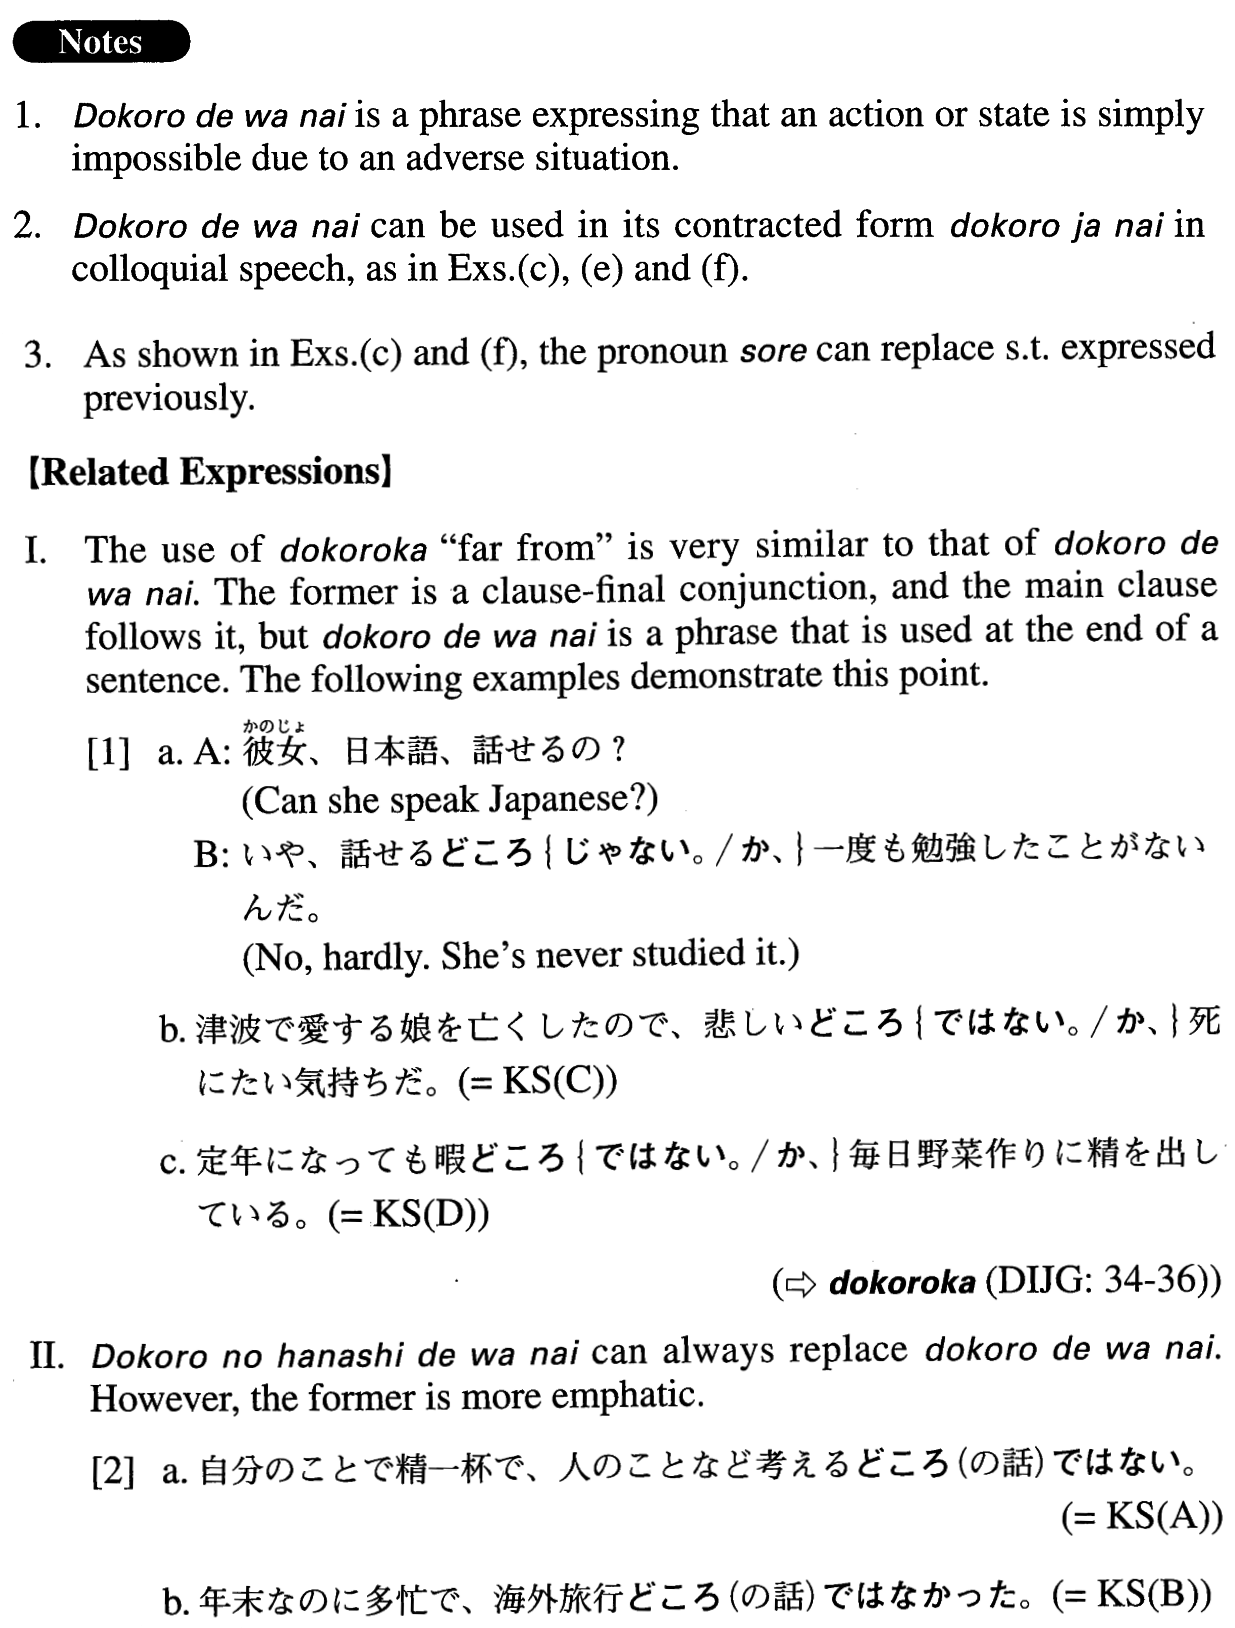 Notes
1. Dokoro de wa nai is a phrase expressing that an action or state is simply
impossible due to an adverse situation.
2. Dokoro de wa nai can be used in its contracted form dokoro ja nai in
colloquial speech, as in Exs.(c), (e) and (f).
3. As shown in Exs.(c) and (f), the pronoun sore can replace s.t. expressed
previously.
【Related Expressions】
I. The use of dokoroka “far from” is very similar to that of dokoro de
wa nai. The former is a clause-final conjunction, and the main clause
follows it, but dokoro de wa nai is a phrase that is used at the end of a
sentence. The following examples demonstrate this point.
かのじょ
[1] a. A: 彼女、日本語、話せるの？
(Can she speak Japanese?)
B: いや、話せるどころ{じゃない。/か、}一度も勉強したことがない
んだ。
(No, hardly. She’s never studied it.)
b. 津波で愛する娘を亡くしたので、悲しいどころ{ではない。/か、}死
にたい気持ちだ。(= KS(C))
c. 定年になっても暇どころ{ではない。/か、}毎日野菜作りに精を出し
ている。(= KS(D))
(⇨ dokoroka (DIJG: 34-36))
II. Dokoro no hanashi de wa nai can always replace dokoro de wa nai.
However, the former is more emphatic.
[2] a. 自分のことで精一杯で、人のことなど考えるどころ(の話)ではない。
(= KS(A))
b. 年末なのに多忙で、海外旅行どころ(の話)ではなかった。(= KS(B))